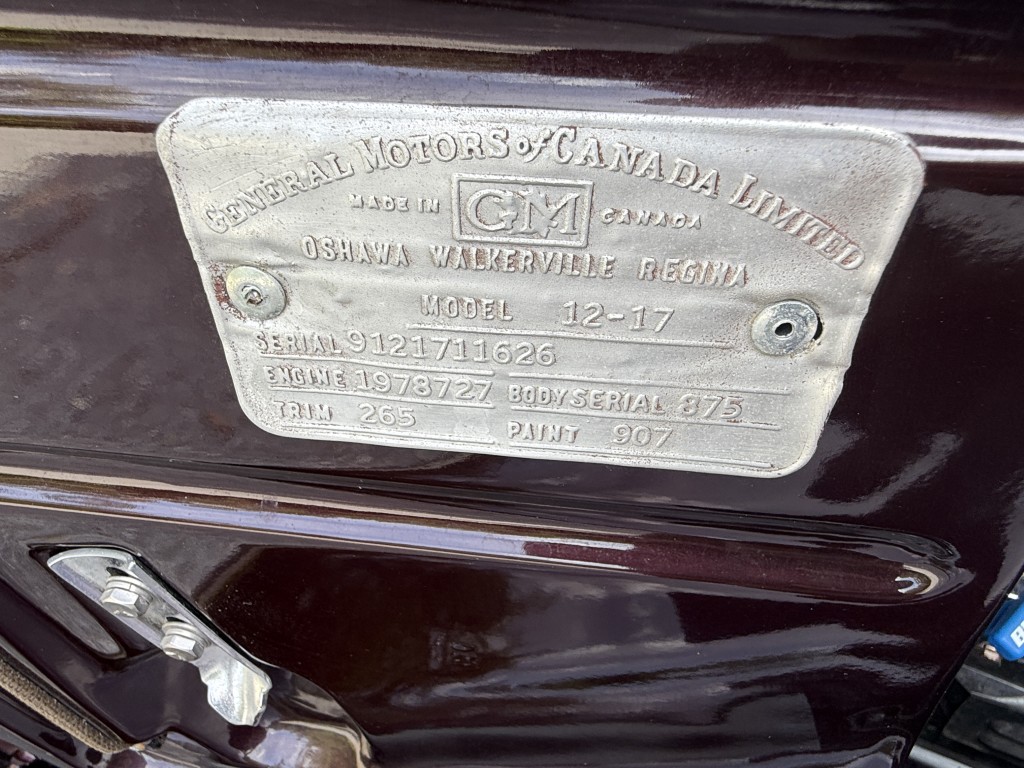 GENERAL MOTORS of CANADA LIMITED
MADE IN GM CANADA
OSHAWA WALKERVILLE REGINA
MODEL 12-17
SERIAL 9121711626
ENGINE 1978727 BODY SERIAL 875
TRIM 265 PAINT 907